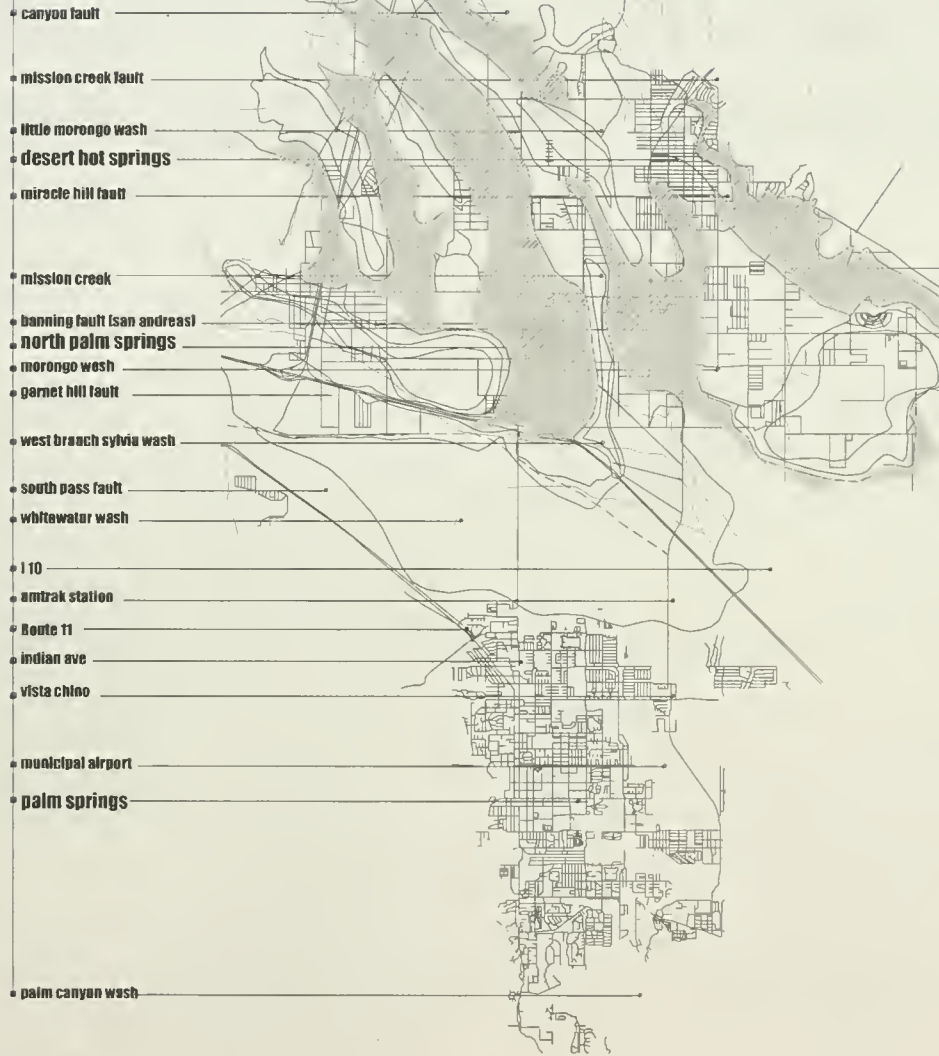 canyon fault
mission creek fault
little morongo wash
desert hot springs
miracle hill fault
mission creek
banning fault (san andreas)
north palm springs
morongo wesh
garnet hill fault
west branch sylvia wash
south pass fault
whitewatur wash
I 10
amtrak station
Route 11
indian ave
vista chino
municipal airport
palm springs
palm canyon wash